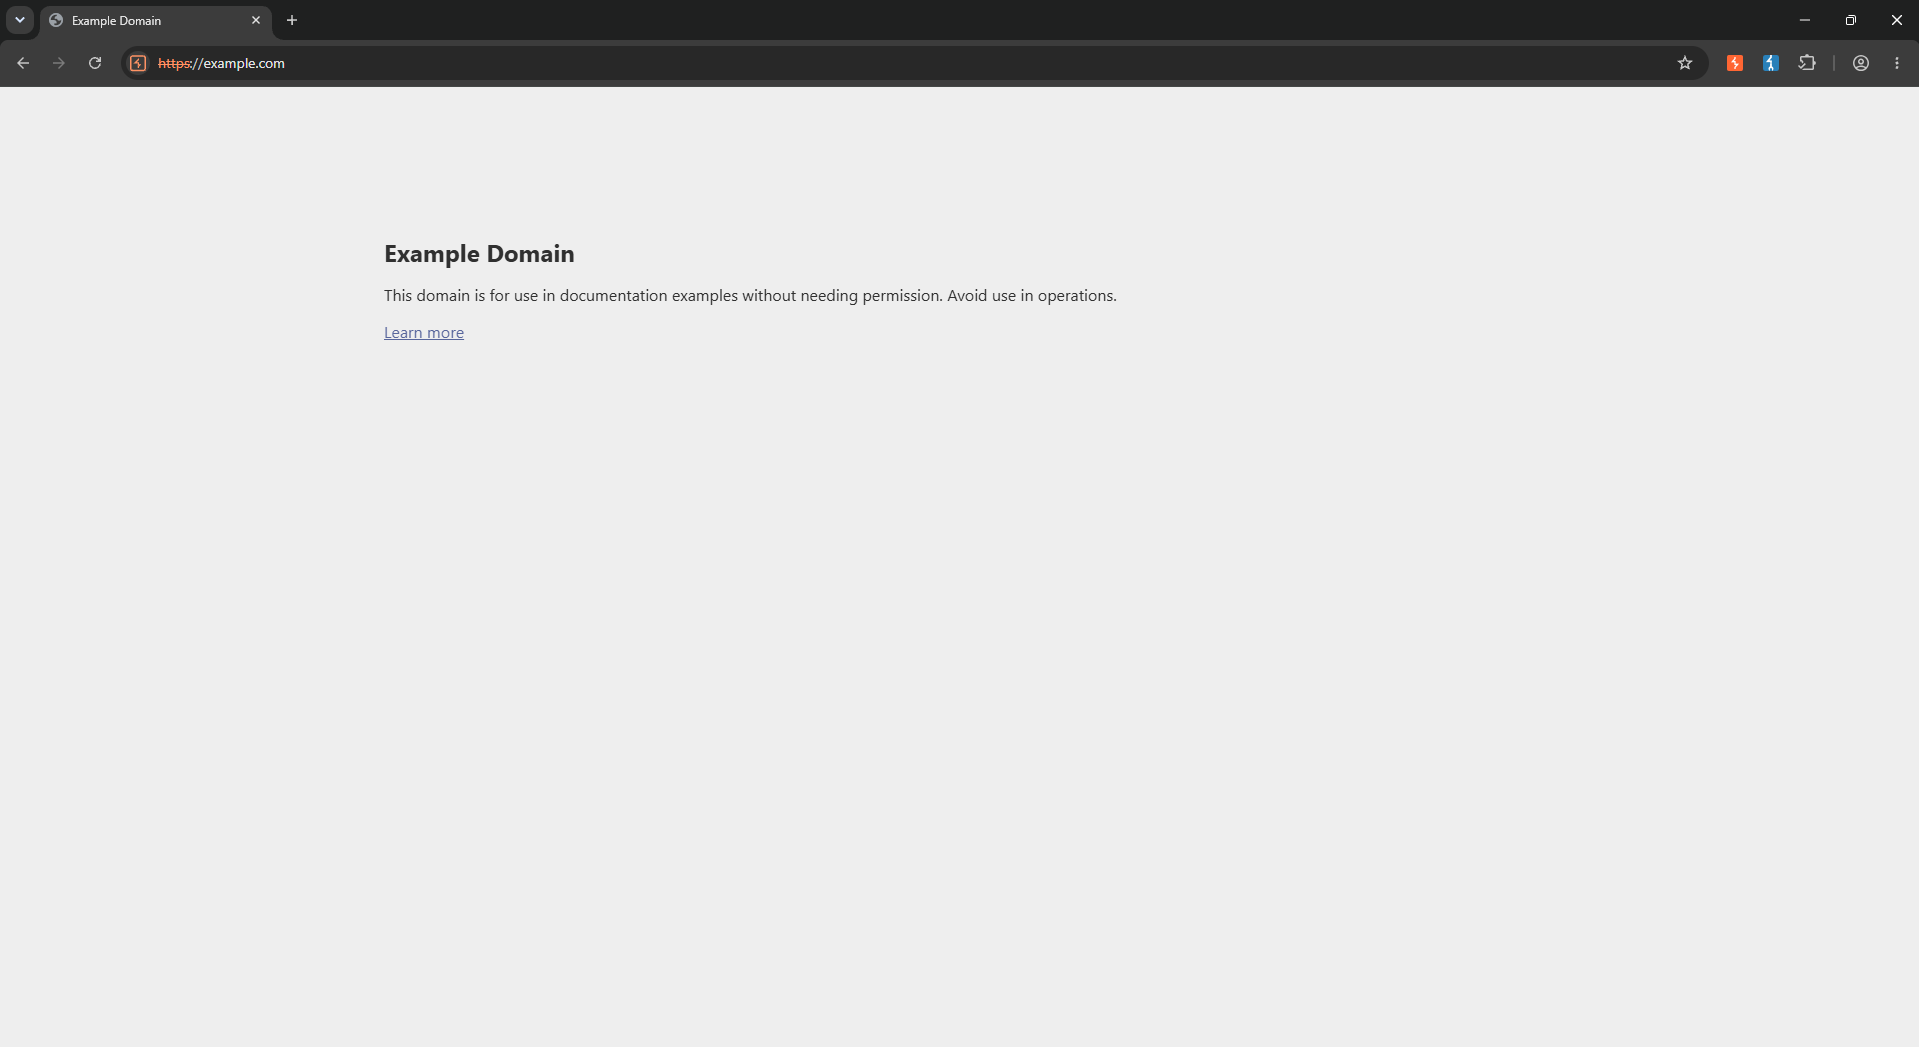 Example Domain
https://example.com
Example Domain
This domain is for use in documentation examples without needing permission. Avoid use in operations.
Learn more